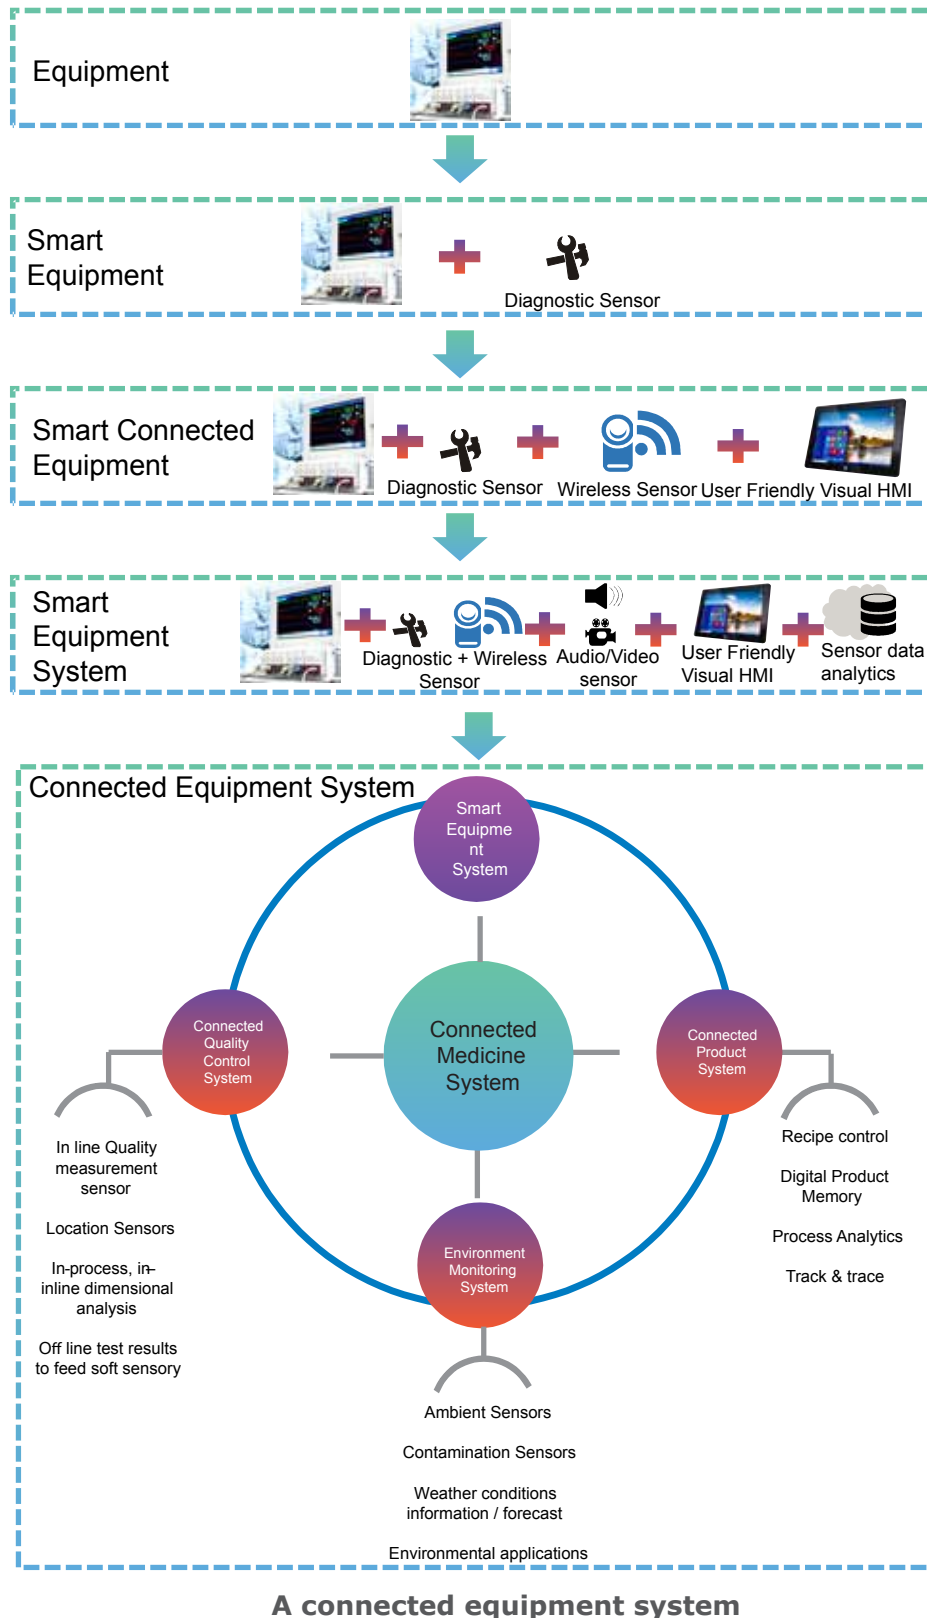 Equipment
Smart
Equipment
Diagnostic Sensor
Smart Connected
Equipment
Diagnostic Sensor
Wireless Sensor
User Friendly Visual HMI
Smart
Equipment
System
Diagnostic + Wireless
Sensor
Audio/Video
sensor
User Friendly
Visual HMI
Sensor data
analytics
Connected Equipment System
Smart
Equipme
nt
System
Connected
Quality
Control
System
Connected
Medicine
System
Connected
Product
System
Environment
Monitoring
System
In line Quality
measurement
sensor
Location Sensors
In-process, in–
inline dimensional
analysis
Off line test results
to feed soft sensory
Recipe control
Digital Product
Memory
Process Analytics
Track & trace
Ambient Sensors
Contamination Sensors
Weather conditions
information / forecast
Environmental applications
A connected equipment system